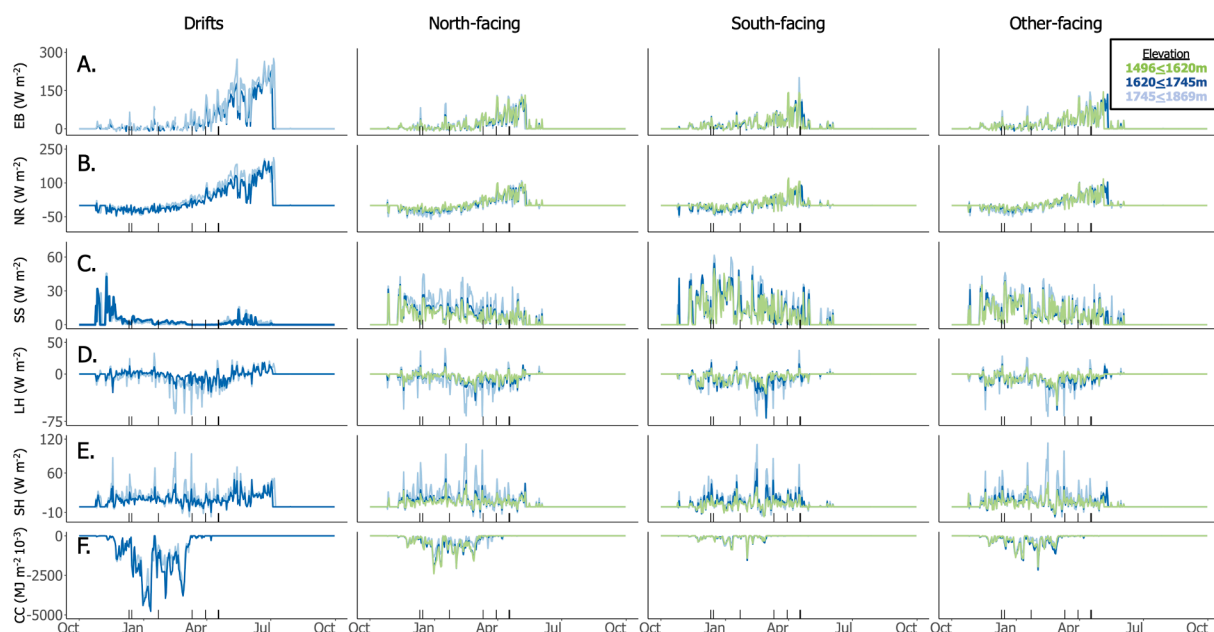 Drifts North-facing South-facing Other-facing
Elevation
1496≤1620m
1620≤1745m
1745≤1869m
A.
EB (W m⁻²)
300
150
0
B.
NR (W m⁻²)
250
100
-50
C.
SS (W m⁻²)
60
30
0
D.
LH (W m⁻²)
50
0
-75
E.
SH (W m⁻²)
120
60
-10
F.
CC (MJ m⁻² 10⁻³)
0
-2500
-5000
Oct Jan Apr Jul Oct Oct Jan Apr Jul Oct Oct Jan Apr Jul Oct Oct Jan Apr Jul Oct